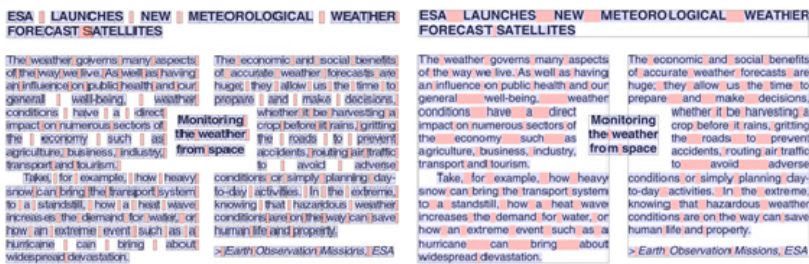 ESA LAUNCHES NEW METEOROLOGICAL WEATHER
FORECAST SATELLITES
The weather governs many aspects
of the way we live. As well as having
an influence on public health and our
general well-being, weather
conditions have a direct
impact on numerous sectors of
the economy such as
agriculture, business, industry,
transport and tourism.
Take, for example, how heavy
snow can bring the transport system
to a standstill, how a heat wave
increases the demand for water, or
how an extreme event such as a
hurricane can bring about
widespread devastation.
Monitoring
the weather
from space
The economic and social benefits
of accurate weather forecasts are
huge; they allow us the time to
prepare and make decisions,
whether it be harvesting a
crop before it rains, gritting
the roads to prevent
accidents, routing air traffic
to avoid adverse
conditions or simply planning day-
to-day activities. In the extreme,
knowing that hazardous weather
conditions are on the way can save
human life and property.
> Earth Observation Missions, ESA
ESA LAUNCHES NEW METEOROLOGICAL WEATHER
FORECAST SATELLITES
The weather governs many aspects
of the way we live. As well as having
an influence on public health and our
general well-being, weather
conditions have a direct
impact on numerous sectors of
the economy such as
agriculture, business, industry,
transport and tourism.
Take, for example, how heavy
snow can bring the transport system
to a standstill, how a heat wave
increases the demand for water, or
how an extreme event such as a
hurricane can bring about
widespread devastation.
Monitoring
the weather
from space
The economic and social benefits
of accurate weather forecasts are
huge; they allow us the time to
prepare and make decisions,
whether it be harvesting a
crop before it rains, gritting
the roads to prevent
accidents, routing air traffic
to avoid adverse
conditions or simply planning day-
to-day activities. In the extreme,
knowing that hazardous weather
conditions are on the way can save
human life and property.
> Earth Observation Missions, ESA